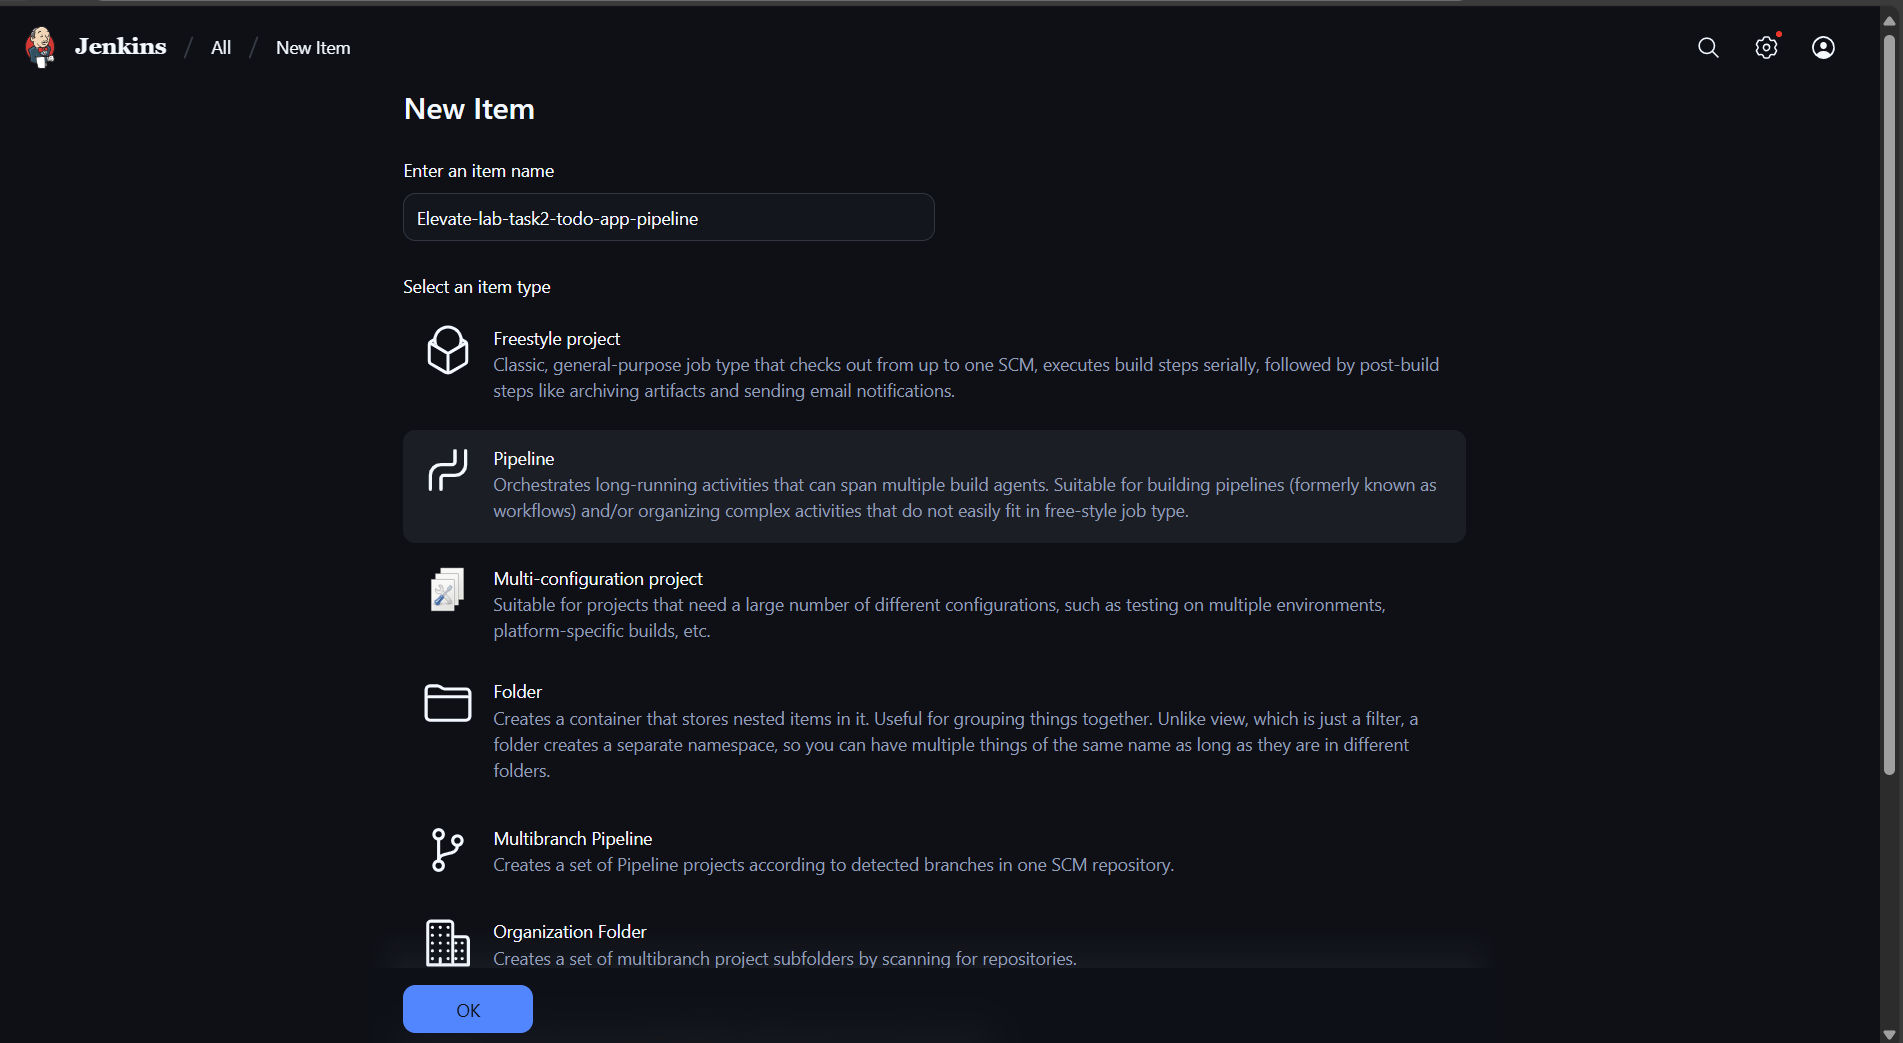 Jenkins / All / New Item
New Item
Enter an item name
Elevate-lab-task2-todo-app-pipeline
Select an item type
Freestyle project
Classic, general-purpose job type that checks out from up to one SCM, executes build steps serially, followed by post-build
steps like archiving artifacts and sending email notifications.
Pipeline
Orchestrates long-running activities that can span multiple build agents. Suitable for building pipelines (formerly known as
workflows) and/or organizing complex activities that do not easily fit in free-style job type.
Multi-configuration project
Suitable for projects that need a large number of different configurations, such as testing on multiple environments,
platform-specific builds, etc.
Folder
Creates a container that stores nested items in it. Useful for grouping things together. Unlike view, which is just a filter, a
folder creates a separate namespace, so you can have multiple things of the same name as long as they are in different
folders.
Multibranch Pipeline
Creates a set of Pipeline projects according to detected branches in one SCM repository.
Organization Folder
Creates a set of multibranch project subfolders by scanning for repositories.
OK